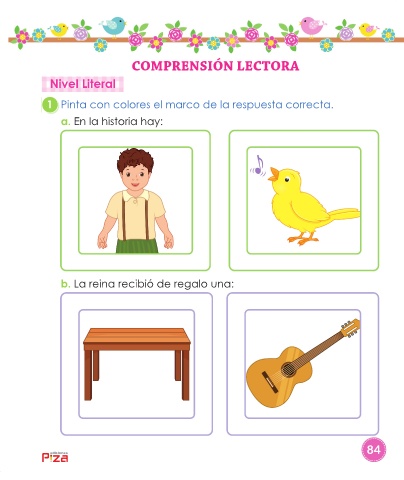 COMPRENSIÓN LECTORA
Nivel Literal
1 Pinta con colores el marco de la respuesta correcta.
a. En la historia hay:
b. La reina recibió de regalo una:
84